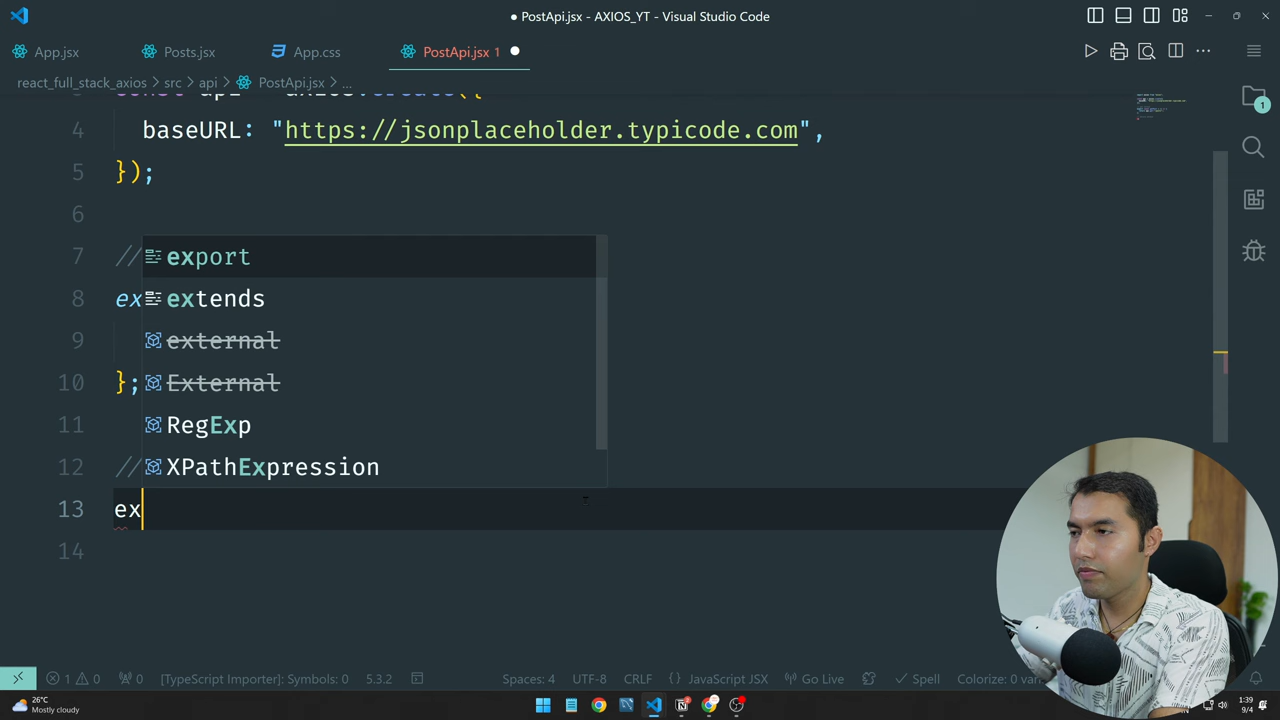 PostApi.jsx - AXIOS_YT - Visual Studio Code
App.jsx
Posts.jsx
App.css
PostApi.jsx 1
react_full_stack_axios > src > api > PostApi.jsx > ...
4 baseURL: "https://jsonplaceholder.typicode.com",
5 });
6
7 //
export
8 ex
extends
9
external
10 };
External
11
RegExp
12 //
XPathExpression
13 ex
14
1
1 0 0 [TypeScript Importer]: Symbols: 0 5.3.2 Spaces: 4 UTF-8 CRLF {} JavaScript JSX Go Live Spell Colorize: 0
26°C
Mostly cloudy
1:39
9/4